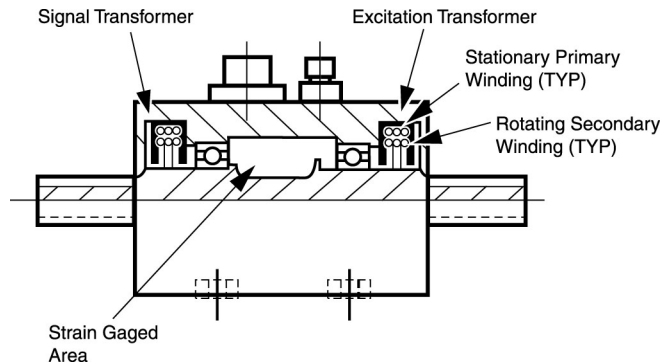 Signal Transformer
Excitation Transformer
Stationary Primary
Winding (TYP)
Rotating Secondary
Winding (TYP)
Strain Gaged
Area